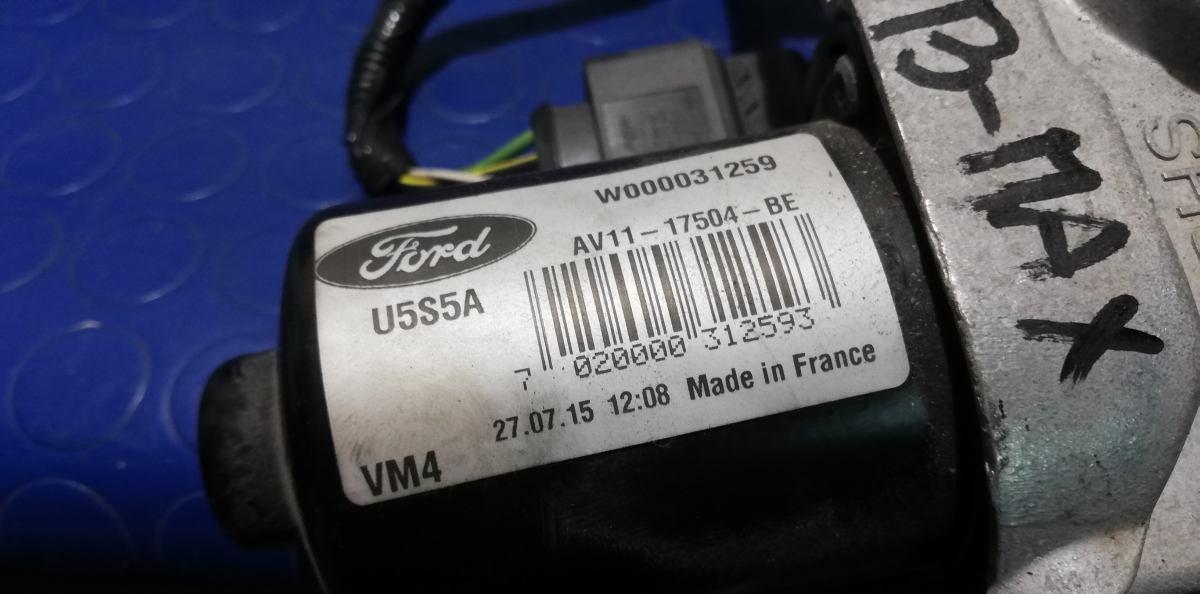 B-MAX
W000031259
Ford
AV11-17504-BE
U5S5A
7 020000 312593
27.07.15 12:08 Made in France
VM4